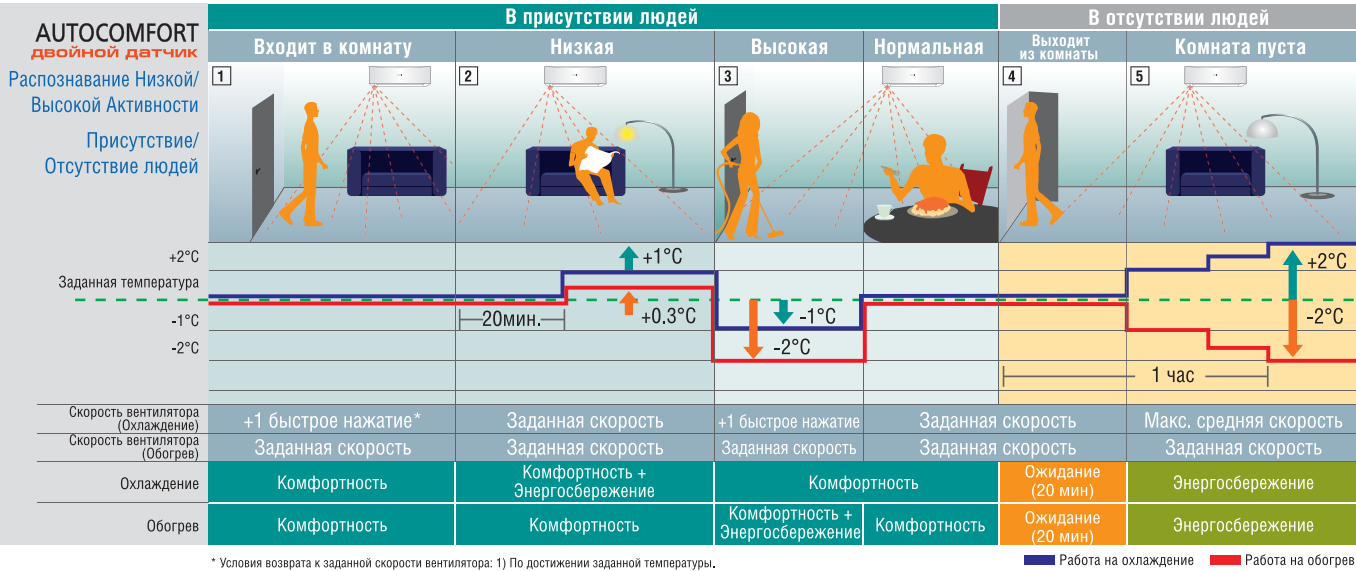 AUTOCOMFORT
двойной датчик
Распознавание Низкой/
Высокой Активности
Присутствие/
Отсутствие людей
В присутствии людей
В отсутствии людей
Входит в комнату
Низкая
Высокая
Нормальная
Выходит
из комнаты
Комната пуста
1
2
3
4
5
+2°C
Заданная температура
-1°C
-2°C
+1°C
20мин.
+0.3°C
-1°C
-2°C
+2°C
-2°C
1 час
Скорость вентилятора
(Охлаждение)
+1 быстрое нажатие*
Заданная скорость
+1 быстрое нажатие
Заданная скорость
Макс. средняя скорость
Скорость вентилятора
(Обогрев)
Заданная скорость
Заданная скорость
Заданная скорость
Заданная скорость
Заданная скорость
Охлаждение
Комфортность
Комфортность +
Энергосбережение
Комфортность
Ожидание
(20 мин)
Энергосбережение
Обогрев
Комфортность
Комфортность
Комфортность +
Энергосбережение
Комфортность
Ожидание
(20 мин)
Энергосбережение
* Условия возврата к заданной скорости вентилятора: 1) По достижении заданной температуры.
Работа на охлаждение
Работа на обогрев